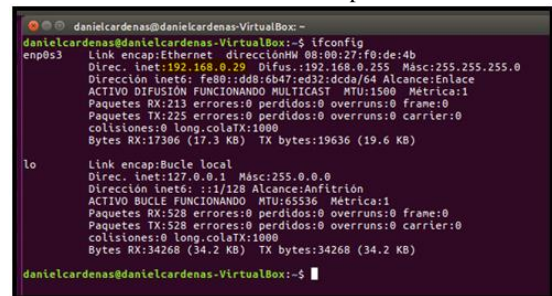 danielcardenas@danielcardenas-VirtualBox: ~
danielcardenas@danielcardenas-VirtualBox:~$ ifconfig
enp0s3 Link encap:Ethernet direcciónHW 08:00:27:f0:de:4b
Direc. inet:192.168.0.29 Difus.:192.168.0.255 Másc:255.255.255.0
Dirección inet6: fe80::dd8:6b47:ed32:dcda/64 Alcance:Enlace
ACTIVO DIFUSIÓN FUNCIONANDO MULTICAST MTU:1500 Métrica:1
Paquetes RX:213 errores:0 perdidos:0 overruns:0 frame:0
Paquetes TX:225 errores:0 perdidos:0 overruns:0 carrier:0
colisiones:0 long.colaTX:1000
Bytes RX:17306 (17.3 KB) TX bytes:19636 (19.6 KB)
lo Link encap:Bucle local
Direc. inet:127.0.0.1 Másc:255.0.0.0
Dirección inet6: ::1/128 Alcance:Anfitrión
ACTIVO BUCLE FUNCIONANDO MTU:65536 Métrica:1
Paquetes RX:528 errores:0 perdidos:0 overruns:0 frame:0
Paquetes TX:528 errores:0 perdidos:0 overruns:0 carrier:0
colisiones:0 long.colaTX:1000
Bytes RX:34268 (34.2 KB) TX bytes:34268 (34.2 KB)
danielcardenas@danielcardenas-VirtualBox:~$